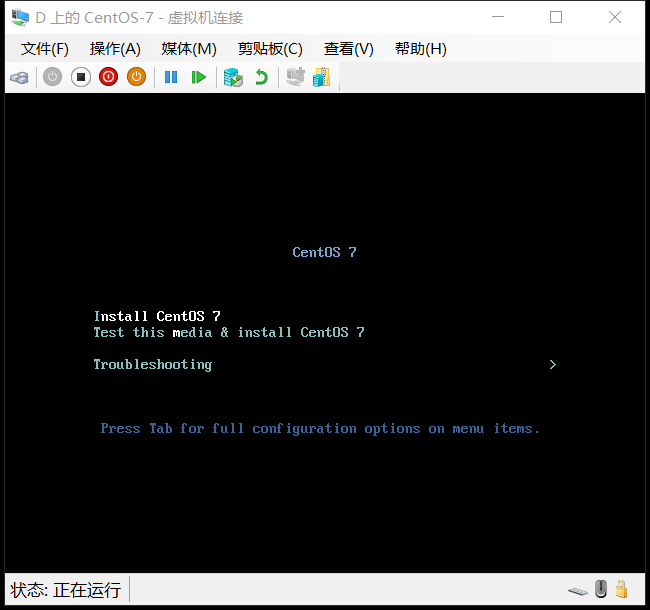 D 上的 CentOS-7 - 虚拟机连接
文件(F) 操作(A) 媒体(M) 剪贴板(C) 查看(V) 帮助(H)
CentOS 7
Install CentOS 7
Test this media & install CentOS 7
Troubleshooting >
Press Tab for full configuration options on menu items.
状态: 正在运行